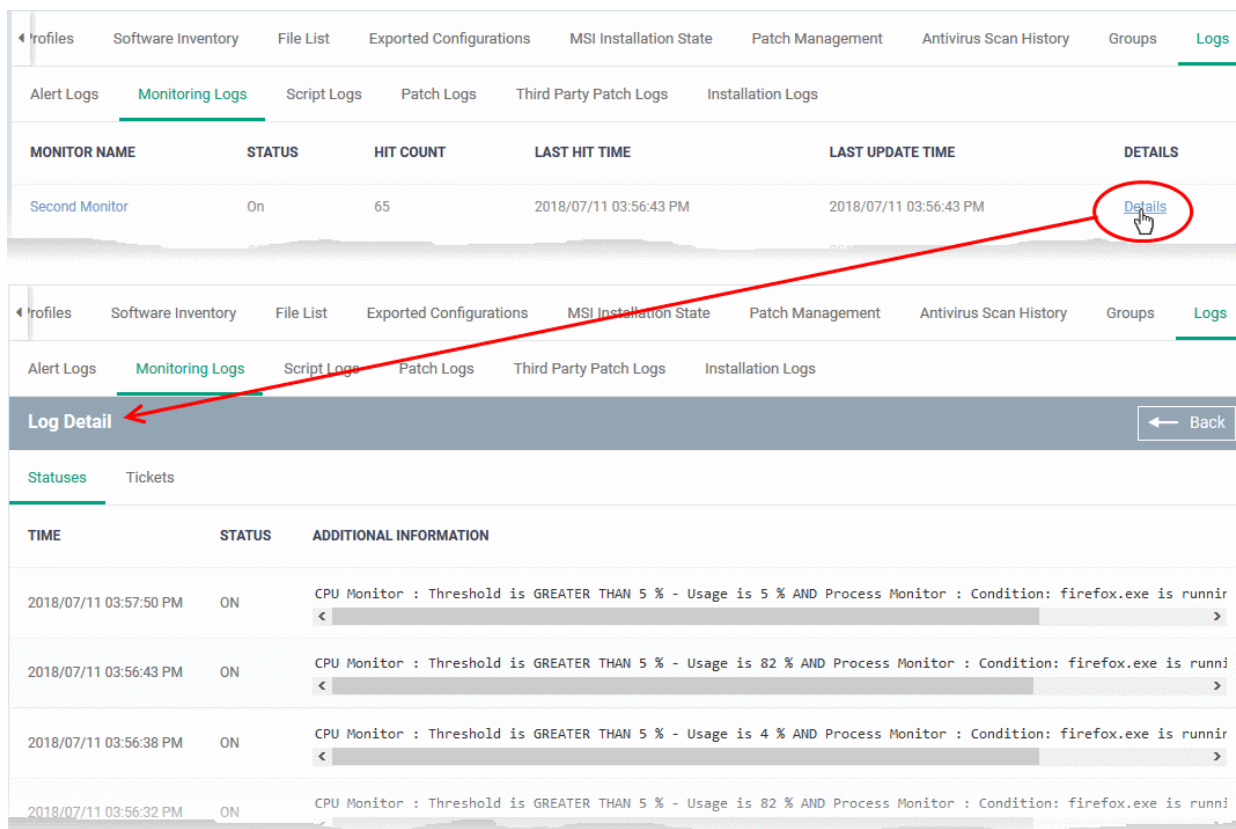 Profiles Software Inventory File List Exported Configurations MSI Installation State Patch Management Antivirus Scan History Groups Logs
Alert Logs Monitoring Logs Script Logs Patch Logs Third Party Patch Logs Installation Logs
MONITOR NAME STATUS HIT COUNT LAST HIT TIME LAST UPDATE TIME DETAILS
Second Monitor On 65 2018/07/11 03:56:43 PM 2018/07/11 03:56:43 PM Details
Profiles Software Inventory File List Exported Configurations MSI Installation State Patch Management Antivirus Scan History Groups Logs
Alert Logs Monitoring Logs Script Logs Patch Logs Third Party Patch Logs Installation Logs
Log Detail Back
Statuses Tickets
TIME STATUS ADDITIONAL INFORMATION
2018/07/11 03:57:50 PM ON CPU Monitor : Threshold is GREATER THAN 5 % - Usage is 5 % AND Process Monitor : Condition: firefox.exe is runnin
2018/07/11 03:56:43 PM ON CPU Monitor : Threshold is GREATER THAN 5 % - Usage is 82 % AND Process Monitor : Condition: firefox.exe is runni
2018/07/11 03:56:38 PM ON CPU Monitor : Threshold is GREATER THAN 5 % - Usage is 4 % AND Process Monitor : Condition: firefox.exe is runnin
2018/07/11 03:56:32 PM ON CPU Monitor : Threshold is GREATER THAN 5 % - Usage is 82 % AND Process Monitor : Condition: firefox.exe is runni